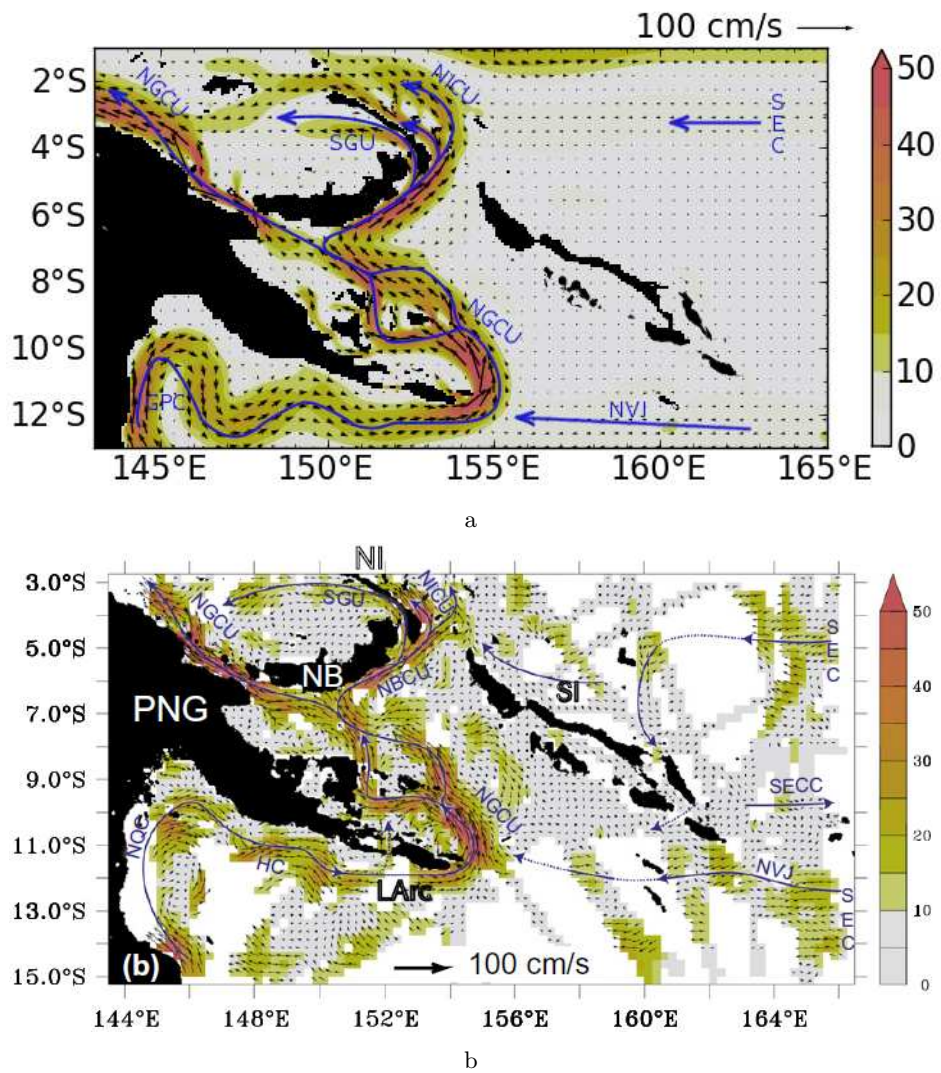 100 cm/s
2°S
4°S
6°S
8°S
10°S
12°S
145°E
150°E
155°E
160°E
165°E
NGCU
NICU
SGU
S
E
C
NGCU
GPC
NVJ
50
40
30
20
10
0
a
NI
3.0°S
5.0°S
7.0°S
9.0°S
11.0°S
13.0°S
15.0°S
144°E
148°E
152°E
156°E
160°E
164°E
NGCU
SGU
NICU
NB
NBCU
PNG
SI
S
E
C
SECC
NGCU
NQC
HC
LArc
NVJ
S
E
C
(b)
100 cm/s
50
40
30
20
10
0
b